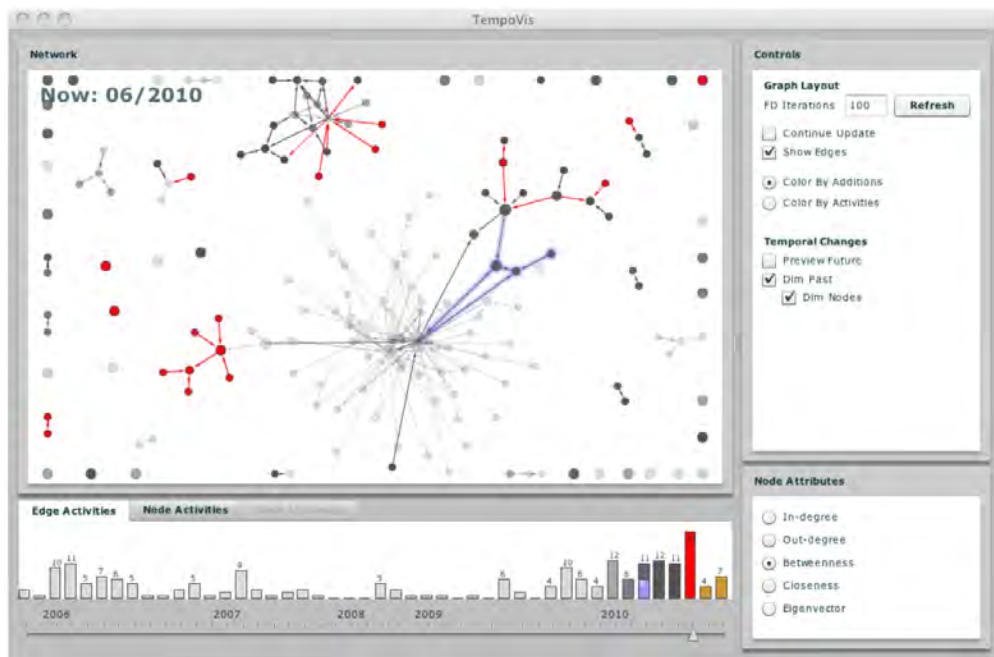 TempoVis
Network
Now: 06/2010
Controls
Graph Layout
FD Iterations 100 Refresh
Continue Update
Show Edges
Color By Additions
Color By Activities
Temporal Changes
Preview Future
Dim Past
Dim Nodes
Edge Activities Node Activities
10 11 5 7 6 5 5 9 5 6 4 10 6 4 12 6 11 12 11 4 7
2006 2007 2008 2009 2010
Node Attributes
In-degree
Out-degree
Betweenness
Closeness
Eigenvector